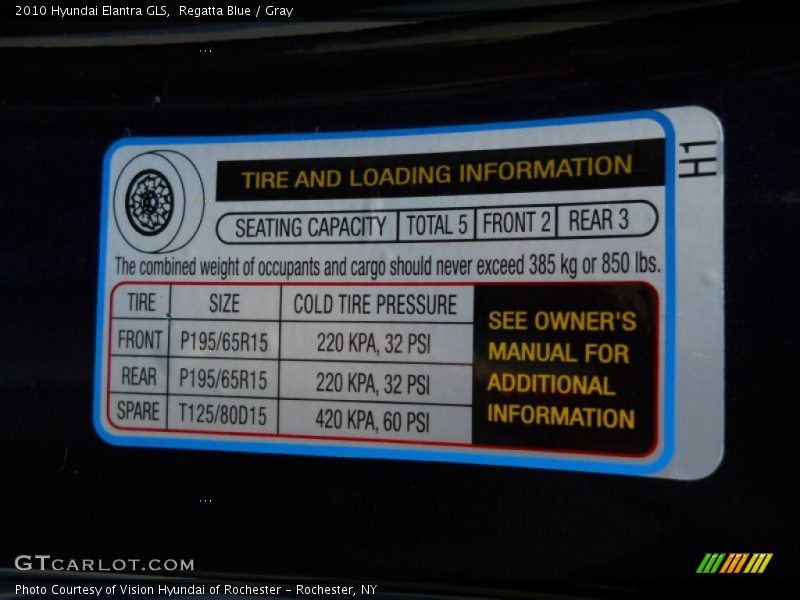 2010 Hyundai Elantra GLS,  Regatta Blue / Gray
H1
TIRE AND LOADING INFORMATION
SEATING CAPACITY TOTAL 5 FRONT 2 REAR 3
The combined weight of occupants and cargo should never exceed 385 kg or 850 lbs.
TIRE SIZE COLD TIRE PRESSURE
FRONT P195/65R15 220 KPA, 32 PSI
REAR P195/65R15 220 KPA, 32 PSI
SPARE T125/80D15 420 KPA, 60 PSI
SEE OWNER'S
MANUAL FOR
ADDITIONAL
INFORMATION
GTCARLOT.COM
Photo Courtesy of Vision Hyundai of Rochester – Rochester, NY